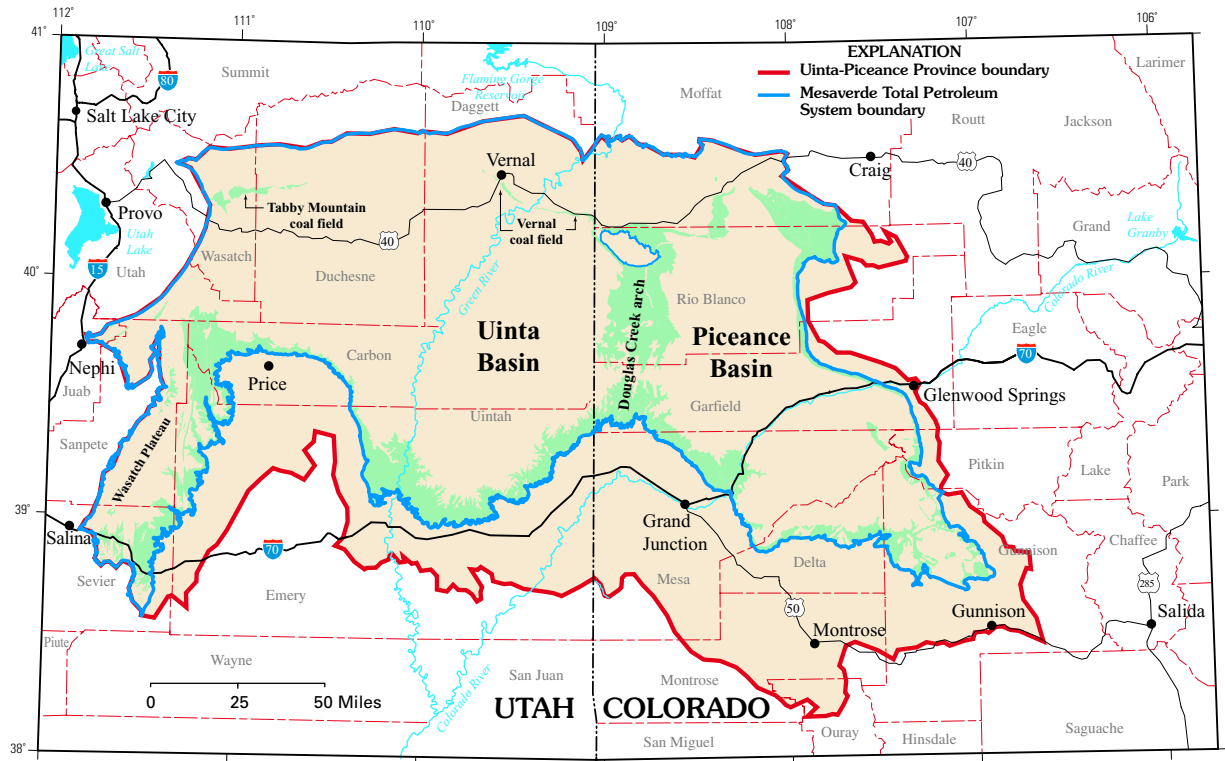 112°
111°
110°
109°
108°
107°
106°
41°
40°
39°
38°
EXPLANATION
Uinta-Piceance Province boundary
Mesaverde Total Petroleum
System boundary
Great Salt
Lake
80
Summit
Flaming Gorge
Reservoir
Daggett
Moffat
Larimer
Routt
Jackson
Salt Lake City
Vernal
Craig
40
Provo
Utah
Lake
Tabby Mountain
coal field
Vernal
coal field
40
Grand
Lake
Granby
15
Utah
Wasatch
Duchesne
Green River
Rio Blanco
Colorado River
Eagle
70
Uinta
Basin
Douglas Creek arch
Piceance
Basin
Nephi
Carbon
Price
Juab
Glenwood Springs
Uintah
Garfield
Sanpete
Wasatch Plateau
Pitkin
Lake
Park
Salina
Grand
Junction
Chaffee
70
Sevier
Emery
Mesa
Delta
Gunnison
285
50
Gunnison
Salida
Montrose
Piute
Wayne
San Juan
Montrose
Colorado River
0 25 50 Miles
UTAH COLORADO
San Miguel
Ouray
Hinsdale
Saguache